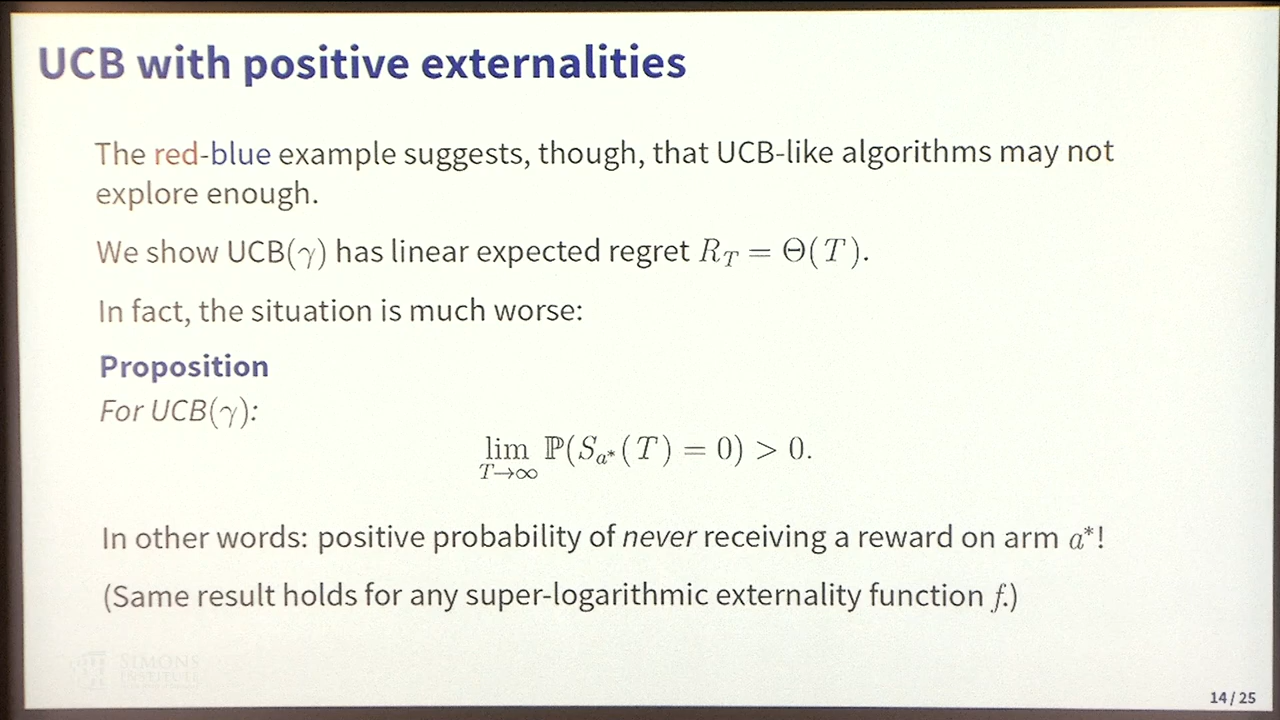 UCB with positive externalities
The red-blue example suggests, though, that UCB-like algorithms may not
explore enough.
We show UCB(γ) has linear expected regret R_T = Θ(T).
In fact, the situation is much worse:
Proposition
For UCB(γ):
lim_{T→∞} ℙ(S_{a*}(T) = 0) > 0.
In other words: positive probability of never receiving a reward on arm a*!
(Same result holds for any super-logarithmic externality function f.)
SIMONS
INSTITUTE
14 / 25